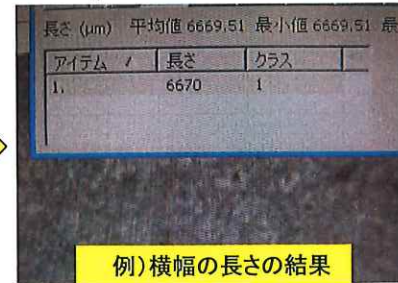 長さ (μm) 平均値 6669.51 最小値 6669.51 最
アイテム / 長さ クラス
1. 6670 1
例)横幅の長さの結果